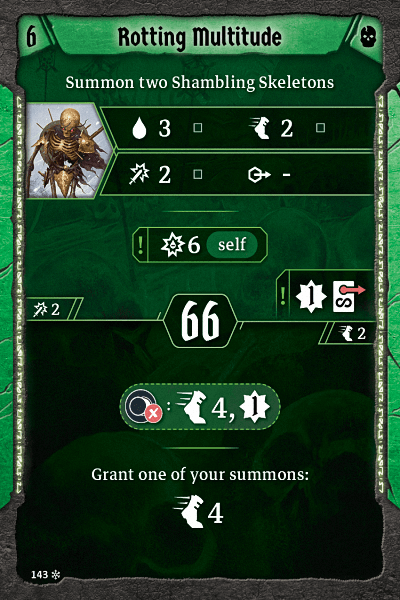 6 Rotting Multitude
Summon two Shambling Skeletons
3 2
2 -
! 6 self
! 1
2 66 2
: 4, 1
Grant one of your summons:
4
143